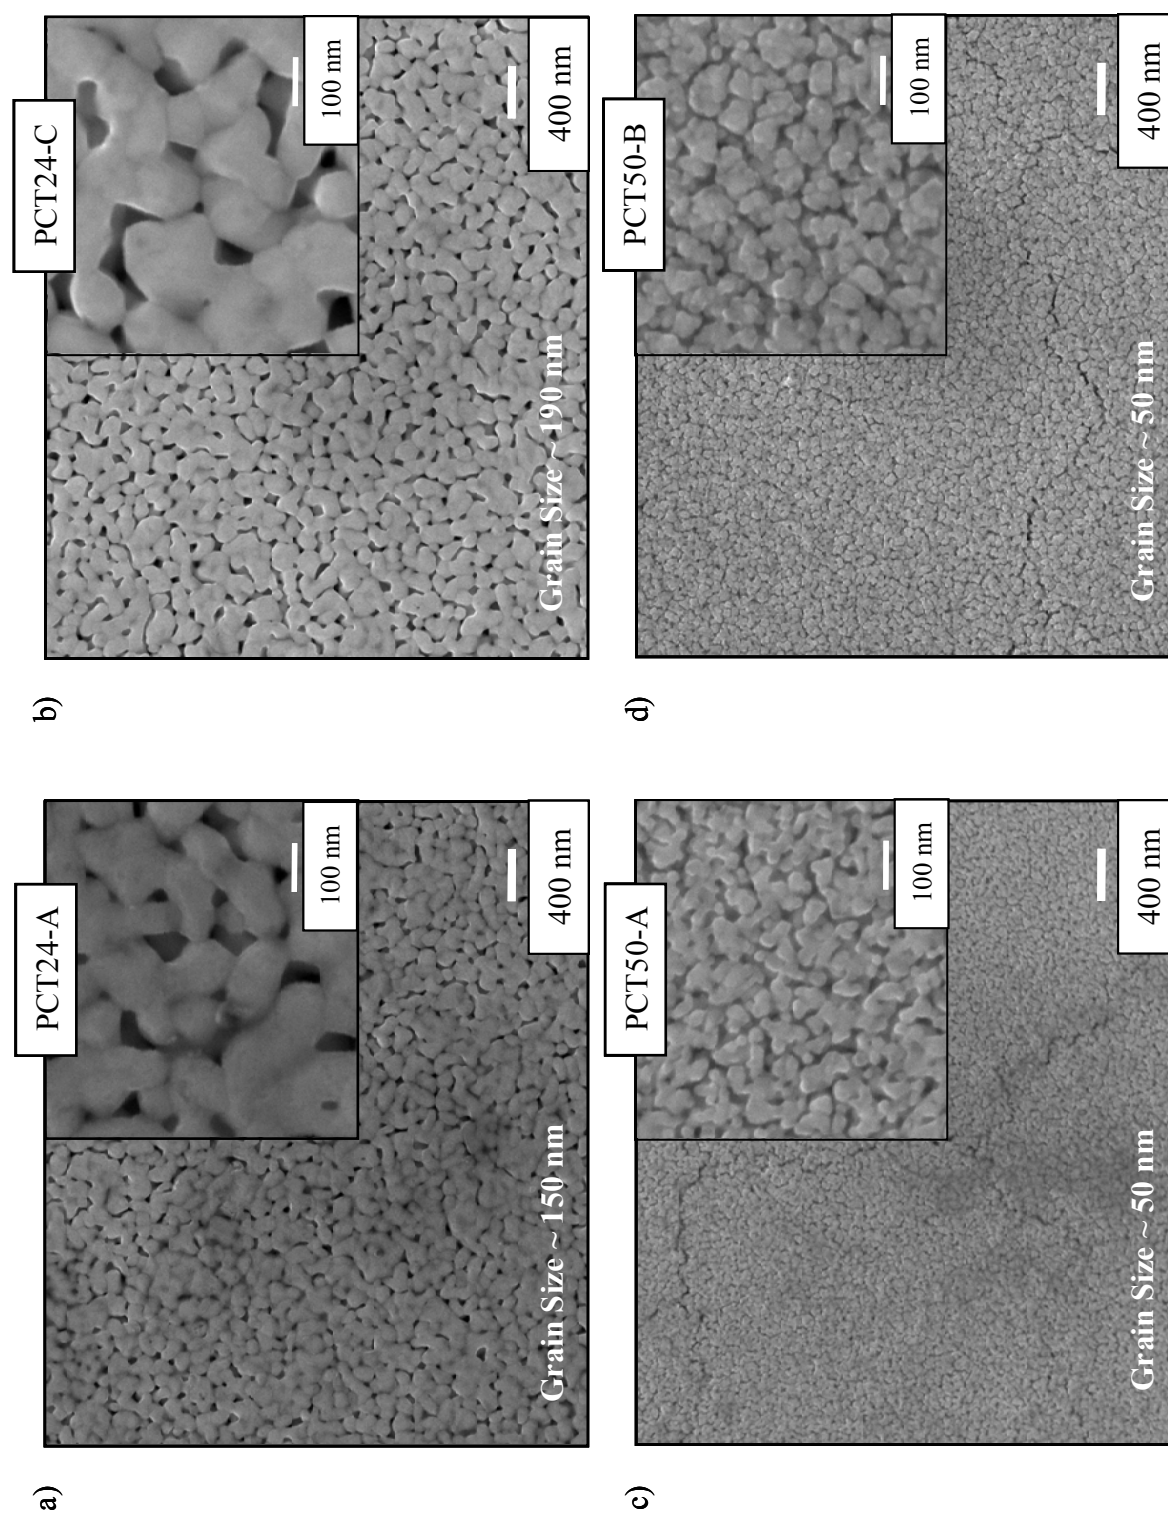 a)
PCT24-A
100 nm
400 nm
Grain Size ~ 150 nm
b)
PCT24-C
100 nm
400 nm
Grain Size ~ 190 nm
c)
PCT50-A
100 nm
400 nm
Grain Size ~ 50 nm
d)
PCT50-B
100 nm
400 nm
Grain Size ~ 50 nm